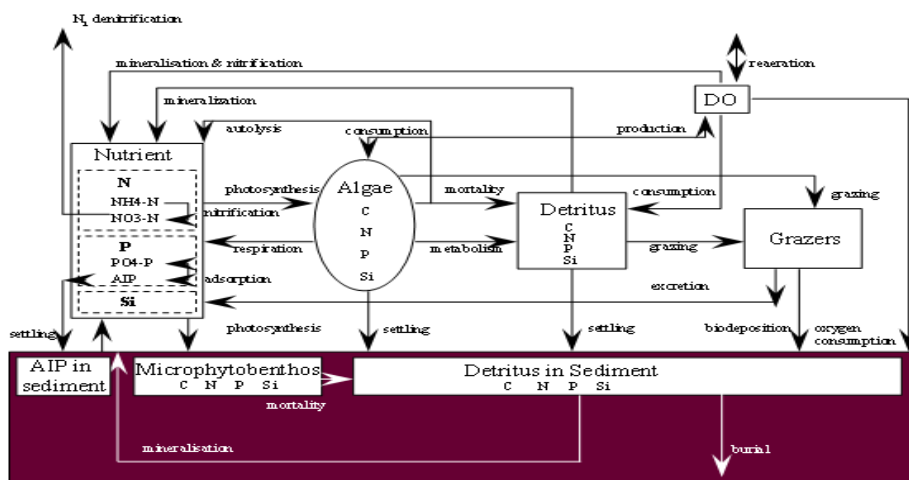 N₂ denitrification
mineralisation & nitrification
reaeration
mineralization
DO
autolysis
consumption
production
Nutrient
N
NH4-N
NO3-N
nitrification
P
PO4-P
AIP
adsorption
Si
photosynthesis
respiration
Algae
C
N
P
Si
mortality
metabolism
consumption
Detritus
C
N
P
Si
grazing
grazing
Grazers
excretion
settling
photosynthesis
settling
settling
biodeposition
oxygen
consumption
AIP in
sediment
Microphytobenthos
C N P Si
mortality
Detritus in Sediment
C N P Si
mineralisation
burial